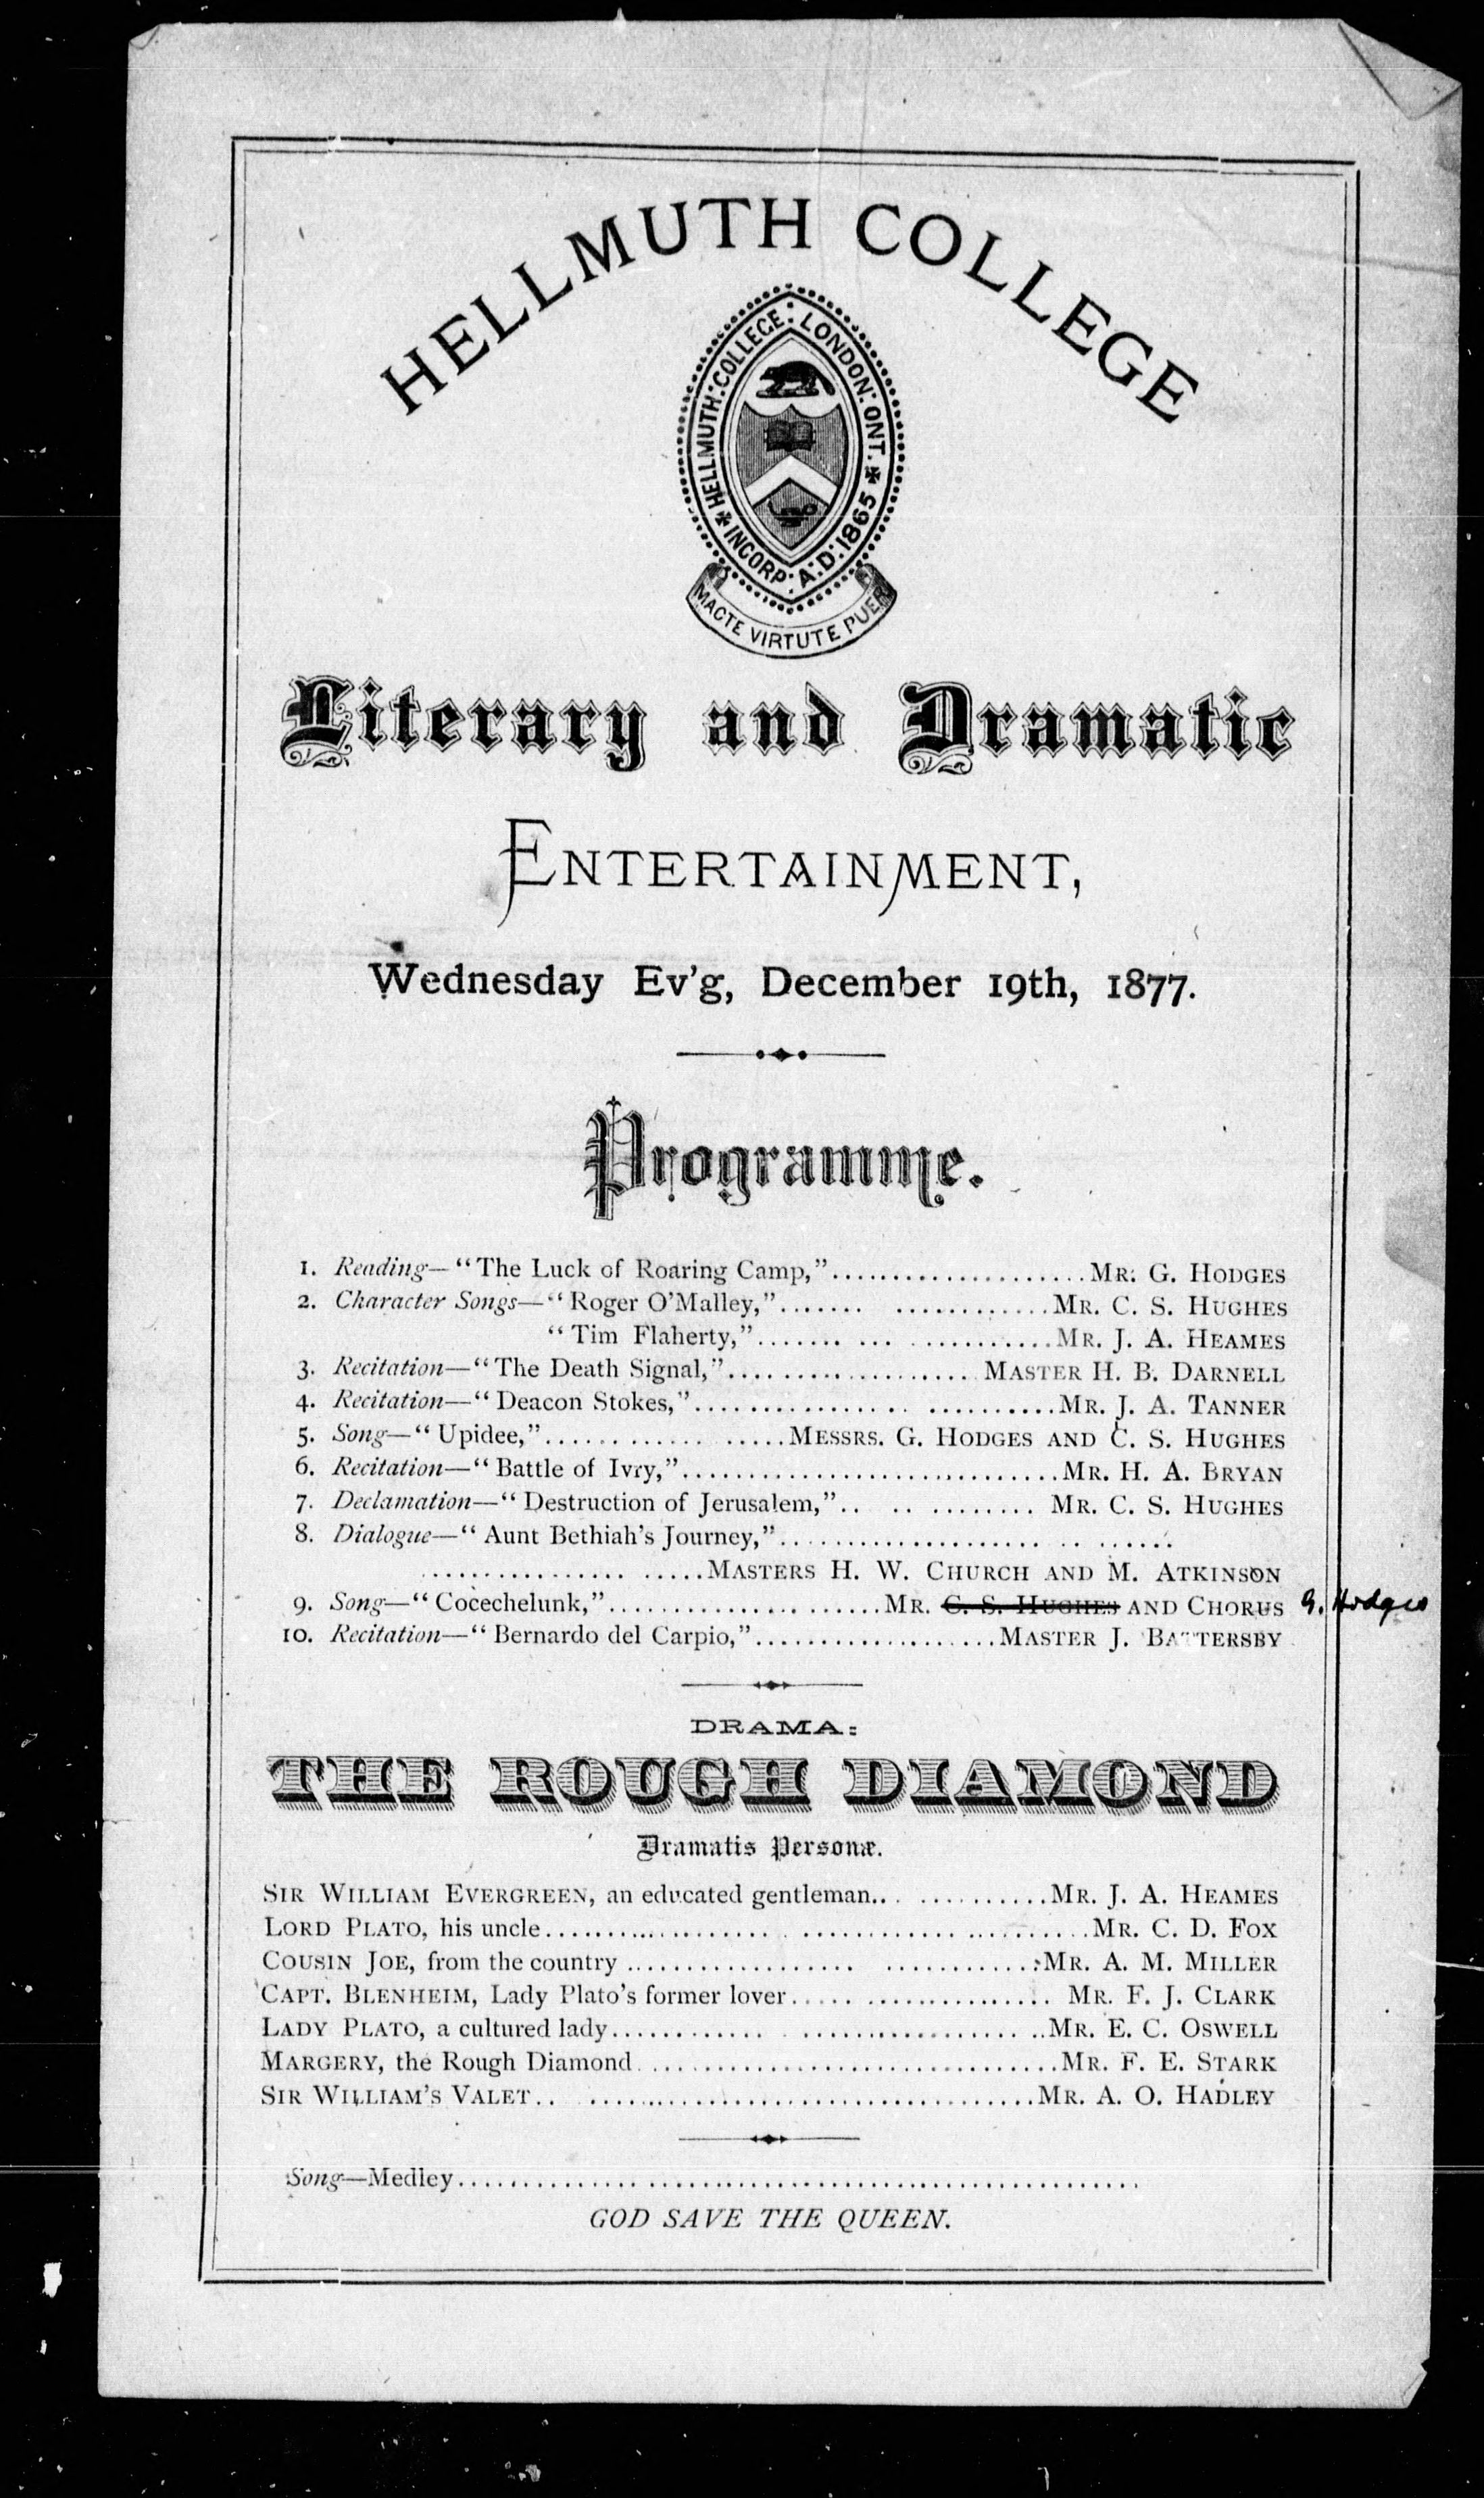 HELLMUTH COLLEGE
✠ HELLMUTH: COLLEGE: LONDON: ONT. ✠ INCORP: A: D: 1865
MACTE VIRTUTE PUER
Literary and Dramatic
ENTERTAINMENT,
Wednesday Ev'g, December 19th, 1877.
Programme.
1. Reading—"The Luck of Roaring Camp,"..................... MR. G. HODGES
2. Character Songs—"Roger O'Malley,"....... ............. MR. C. S. HUGHES
"Tim Flaherty,"....... ... ............ MR. J. A. HEAMES
3. Recitation—"The Death Signal,".................... MASTER H. B. DARNELL
4. Recitation—"Deacon Stokes,"................ ........... MR. J. A. TANNER
5. Song—"Upidee,"............. ...... MESSRS. G. HODGES AND C. S. HUGHES
6. Recitation—"Battle of Ivry,"................................ MR. H. A. BRYAN
7. Declamation—"Destruction of Jerusalem,".. .. ......... MR. C. S. HUGHES
8. Dialogue—"Aunt Bethiah's Journey,"...................... .. ......
................. ..... MASTERS H. W. CHURCH AND M. ATKINSON
9. Song—"Cocechelunk,"....................... MR. C. S. HUGHES AND CHORUS G. Hodges
10. Recitation—"Bernardo del Carpio,".................... MASTER J. BATTERSBY
DRAMA:
THE ROUGH DIAMOND
Dramatis Personæ.
SIR WILLIAM EVERGREEN, an educated gentleman.. ........... MR. J. A. HEAMES
LORD PLATO, his uncle................... ........................ MR. C. D. FOX
COUSIN JOE, from the country .................. ............. MR. A. M. MILLER
CAPT. BLENHEIM, Lady Plato's former lover..... ............... MR. F. J. CLARK
LADY PLATO, a cultured lady............ ..................... MR. E. C. OSWELL
MARGERY, the Rough Diamond ................................... MR. F. E. STARK
SIR WILLIAM'S VALET.. ...................................... MR. A. O. HADLEY
Song—Medley..........................................................
GOD SAVE THE QUEEN.